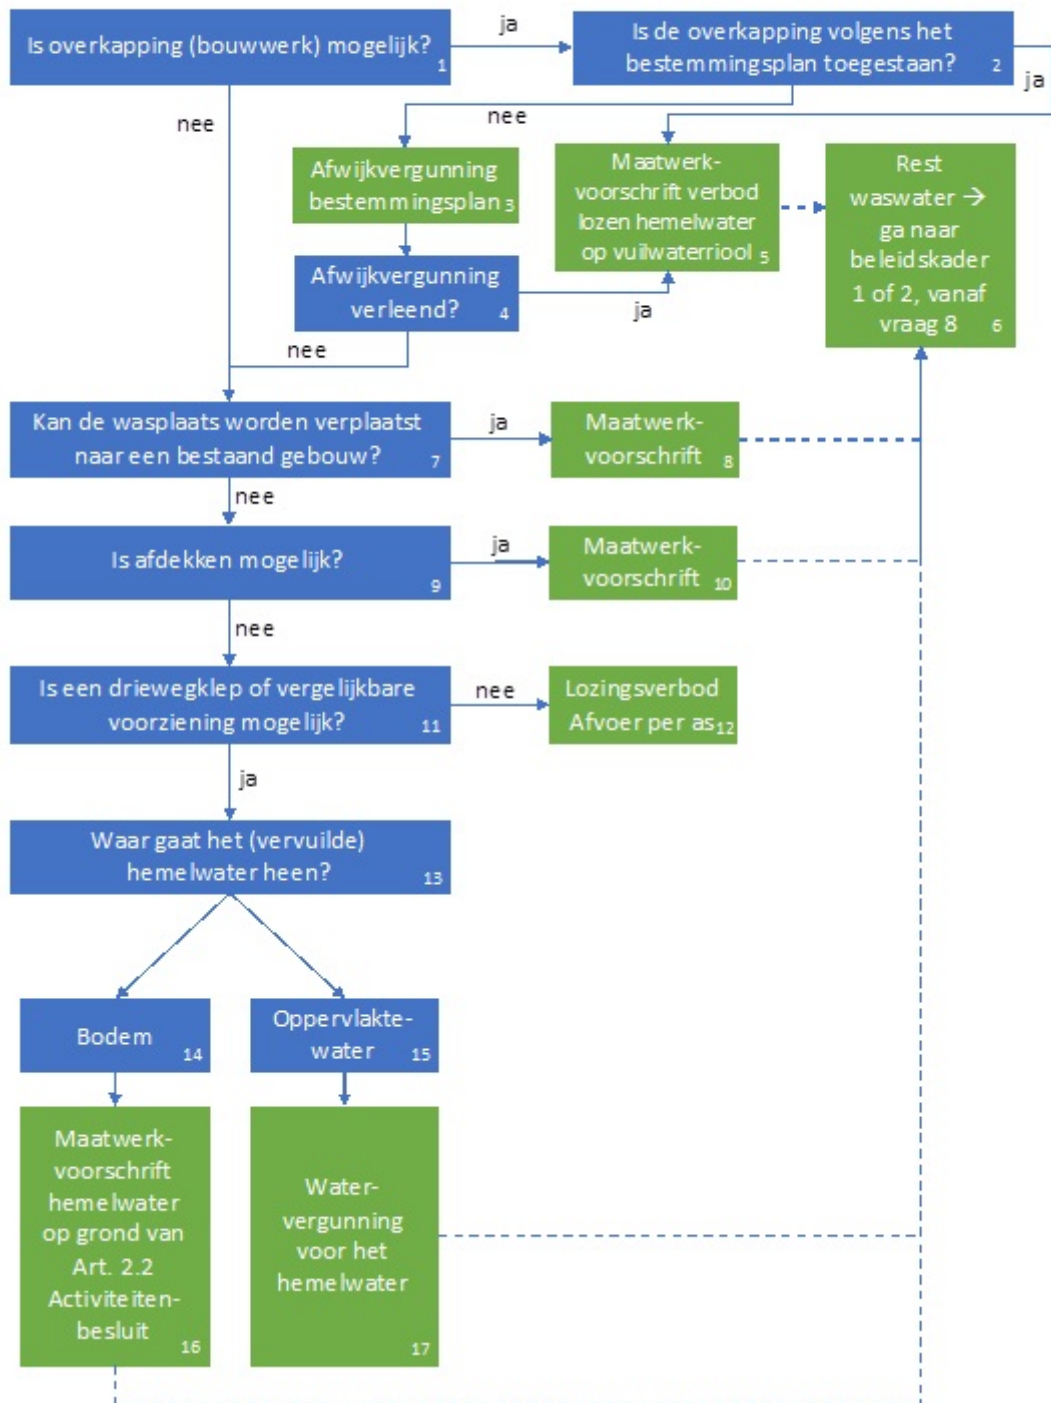 Is overkapping (bouwwerk) mogelijk?
1
ja
Is de overkapping volgens het
bestemmingsplan toegestaan?
2
ja
nee
nee
Afwijkvergunning
bestemmingsplan
3
Maatwerk-
voorschrift verbod
lozen hemelwater
op vuilwaterriool
5
Rest
waswater →
ga naar
beleidskader
1 of 2, vanaf
vraag 8
6
Afwijkvergunning
verleend?
4
ja
nee
Kan de wasplaats worden verplaatst
naar een bestaand gebouw?
7
ja
Maatwerk-
voorschrift
8
nee
Is afdekken mogelijk?
9
ja
Maatwerk-
voorschrift
10
nee
Is een driewegklep of vergelijkbare
voorziening mogelijk?
11
nee
Lozingsverbod
Afvoer per as
12
ja
Waar gaat het (vervuilde)
hemelwater heen?
13
Bodem
14
Oppervlakte-
water
15
Maatwerk-
voorschrift
hemelwater
op grond van
Art. 2.2
Activiteiten-
besluit
16
Water-
vergunning
voor het
hemelwater
17